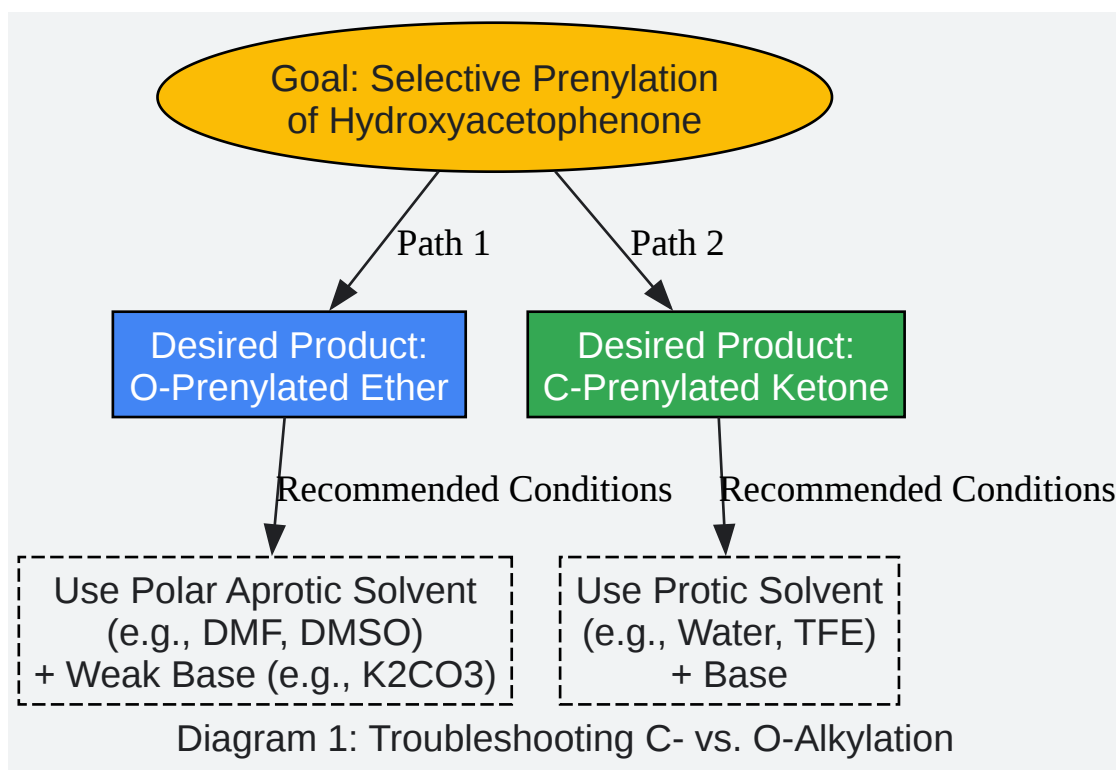 Goal: Selective Prenylation
of Hydroxyacetophenone
Path 1
Path 2
Desired Product:
O-Prenylated Ether
Desired Product:
C-Prenylated Ketone
Recommended Conditions
Recommended Conditions
Use Polar Aprotic Solvent
(e.g., DMF, DMSO)
+ Weak Base (e.g., K2CO3)
Use Protic Solvent
(e.g., Water, TFE)
+ Base
Diagram 1: Troubleshooting C- vs. O-Alkylation